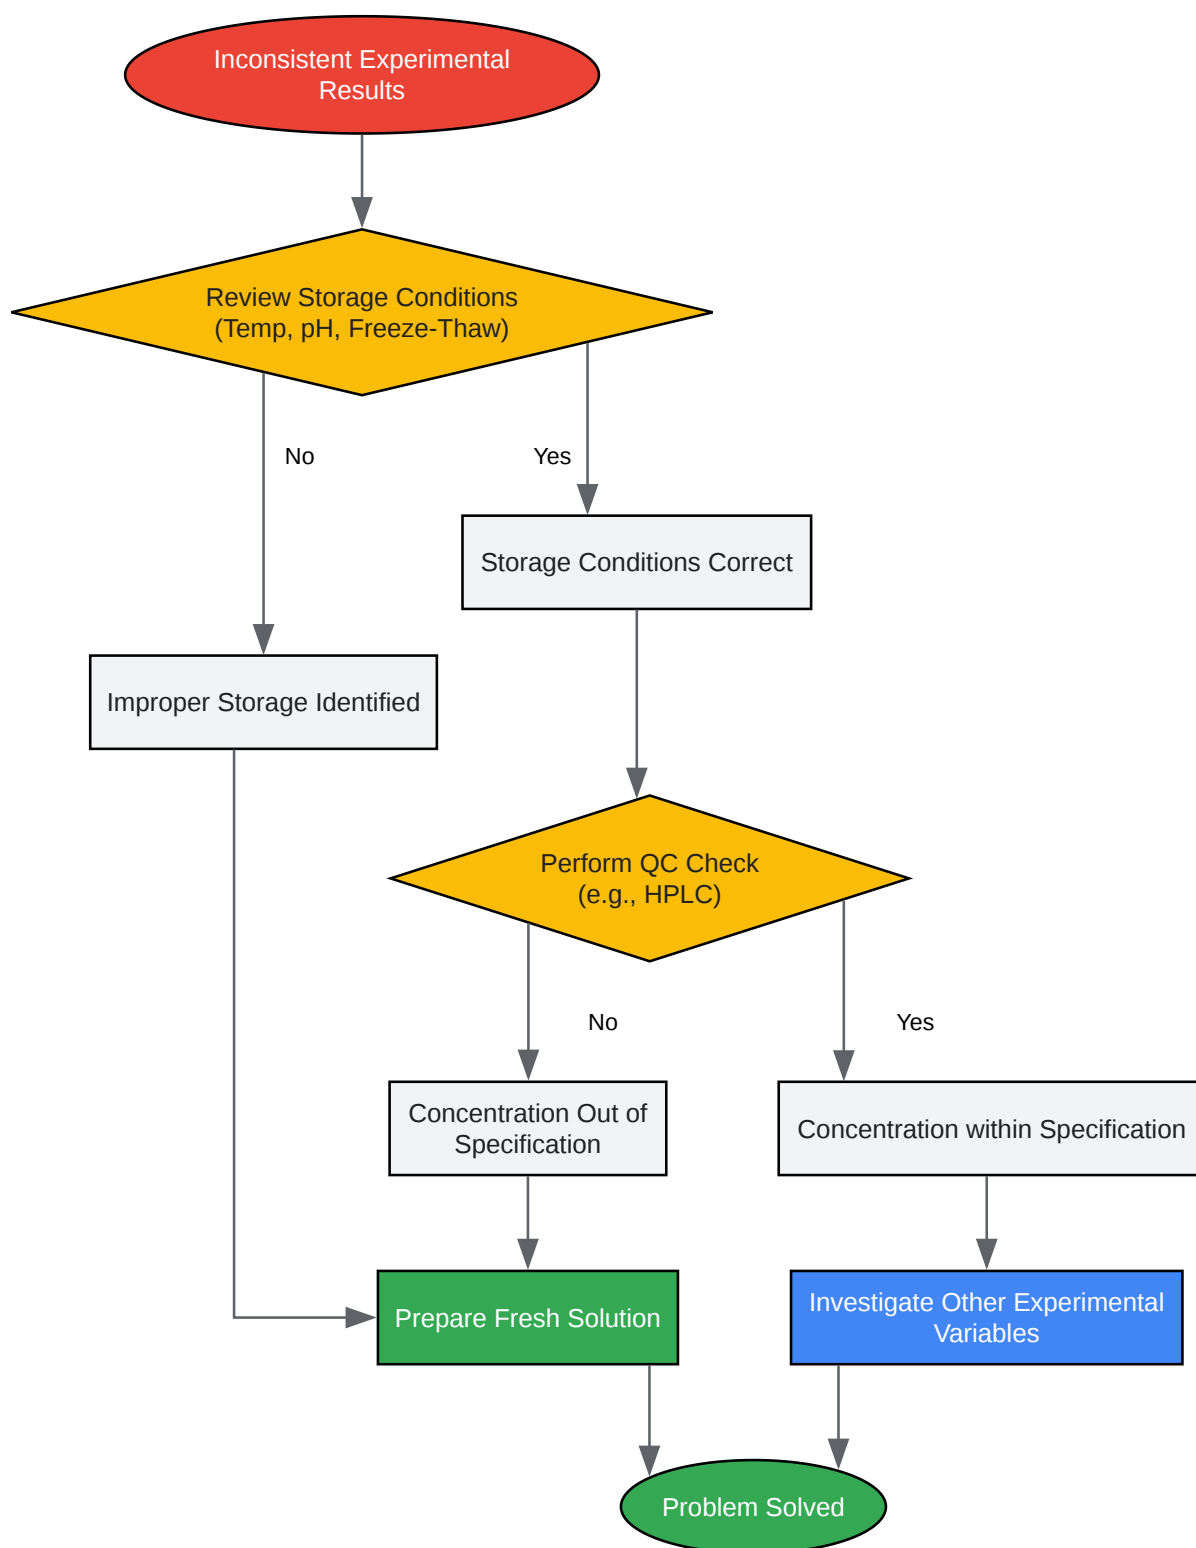 Inconsistent Experimental
Results
Review Storage Conditions
(Temp, pH, Freeze-Thaw)
No
Yes
Storage Conditions Correct
Improper Storage Identified
Perform QC Check
(e.g., HPLC)
No
Yes
Concentration Out of
Specification
Concentration within Specification
Prepare Fresh Solution
Investigate Other Experimental
Variables
Problem Solved